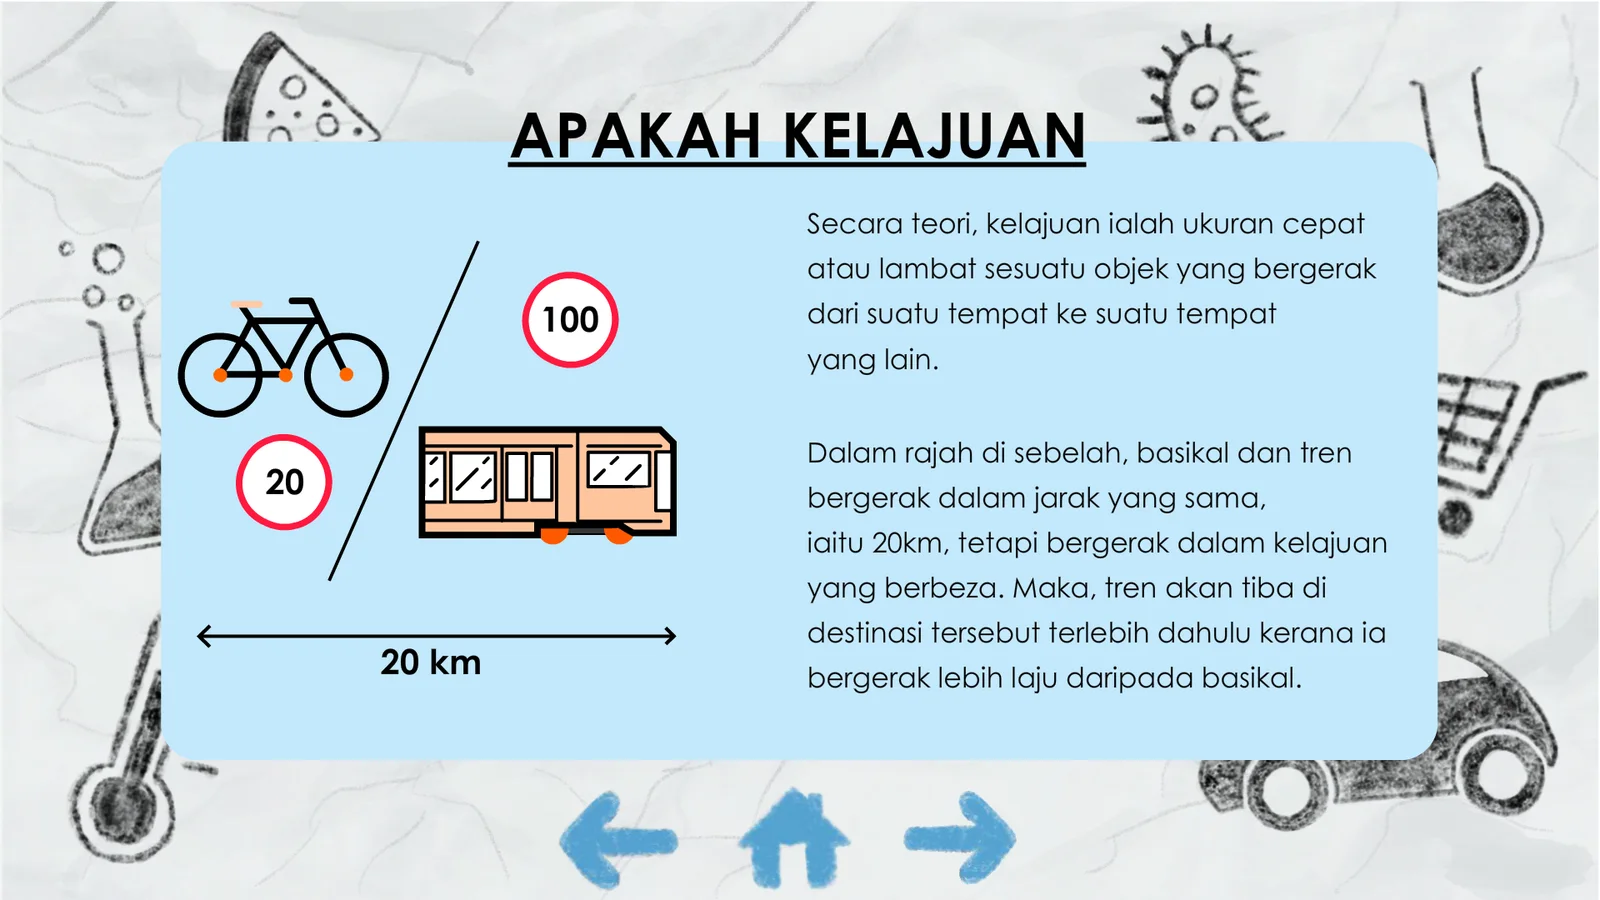 APAKAH KELAJUAN
100
20
20 km
Secara teori, kelajuan ialah ukuran cepat
atau lambat sesuatu objek yang bergerak
dari suatu tempat ke suatu tempat
yang lain.
Dalam rajah di sebelah, basikal dan tren
bergerak dalam jarak yang sama,
iaitu 20km, tetapi bergerak dalam kelajuan
yang berbeza. Maka, tren akan tiba di
destinasi tersebut terlebih dahulu kerana ia
bergerak lebih laju daripada basikal.